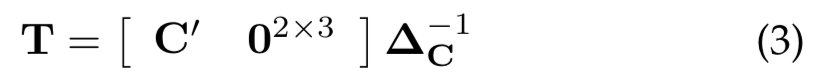 T = [ C′ 0^{2×3} ] Δ_C^{−1} (3)